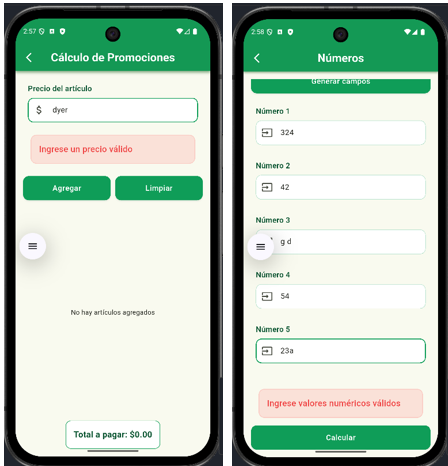 2:57
Cálculo de Promociones
Precio del artículo
$ dyer
Ingrese un precio válido
Agregar
Limpiar
No hay artículos agregados
Total a pagar: $0.00
2:58
Números
Generar campos
Número 1
324
Número 2
42
Número 3
g d
Número 4
54
Número 5
23a
Ingrese valores numéricos válidos
Calcular